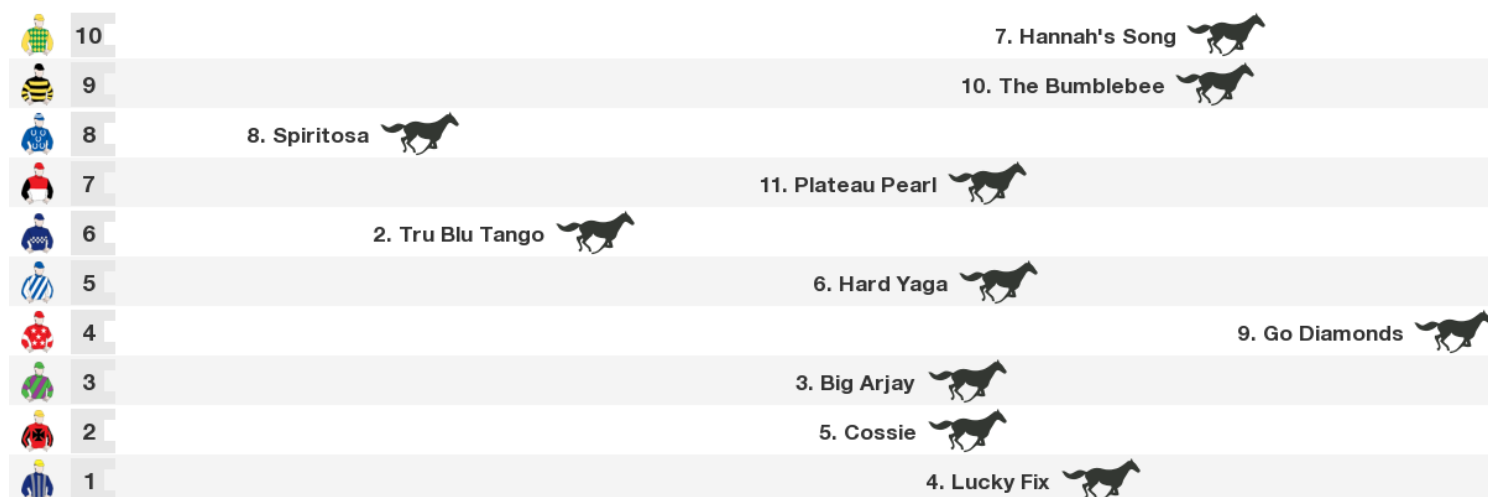 10 7. Hannah's Song
9 10. The Bumblebee
8 8. Spiritosa
7 11. Plateau Pearl
6 2. Tru Blu Tango
5 6. Hard Yaga
4 9. Go Diamonds
3 3. Big Arjay
2 5. Cossie
1 4. Lucky Fix